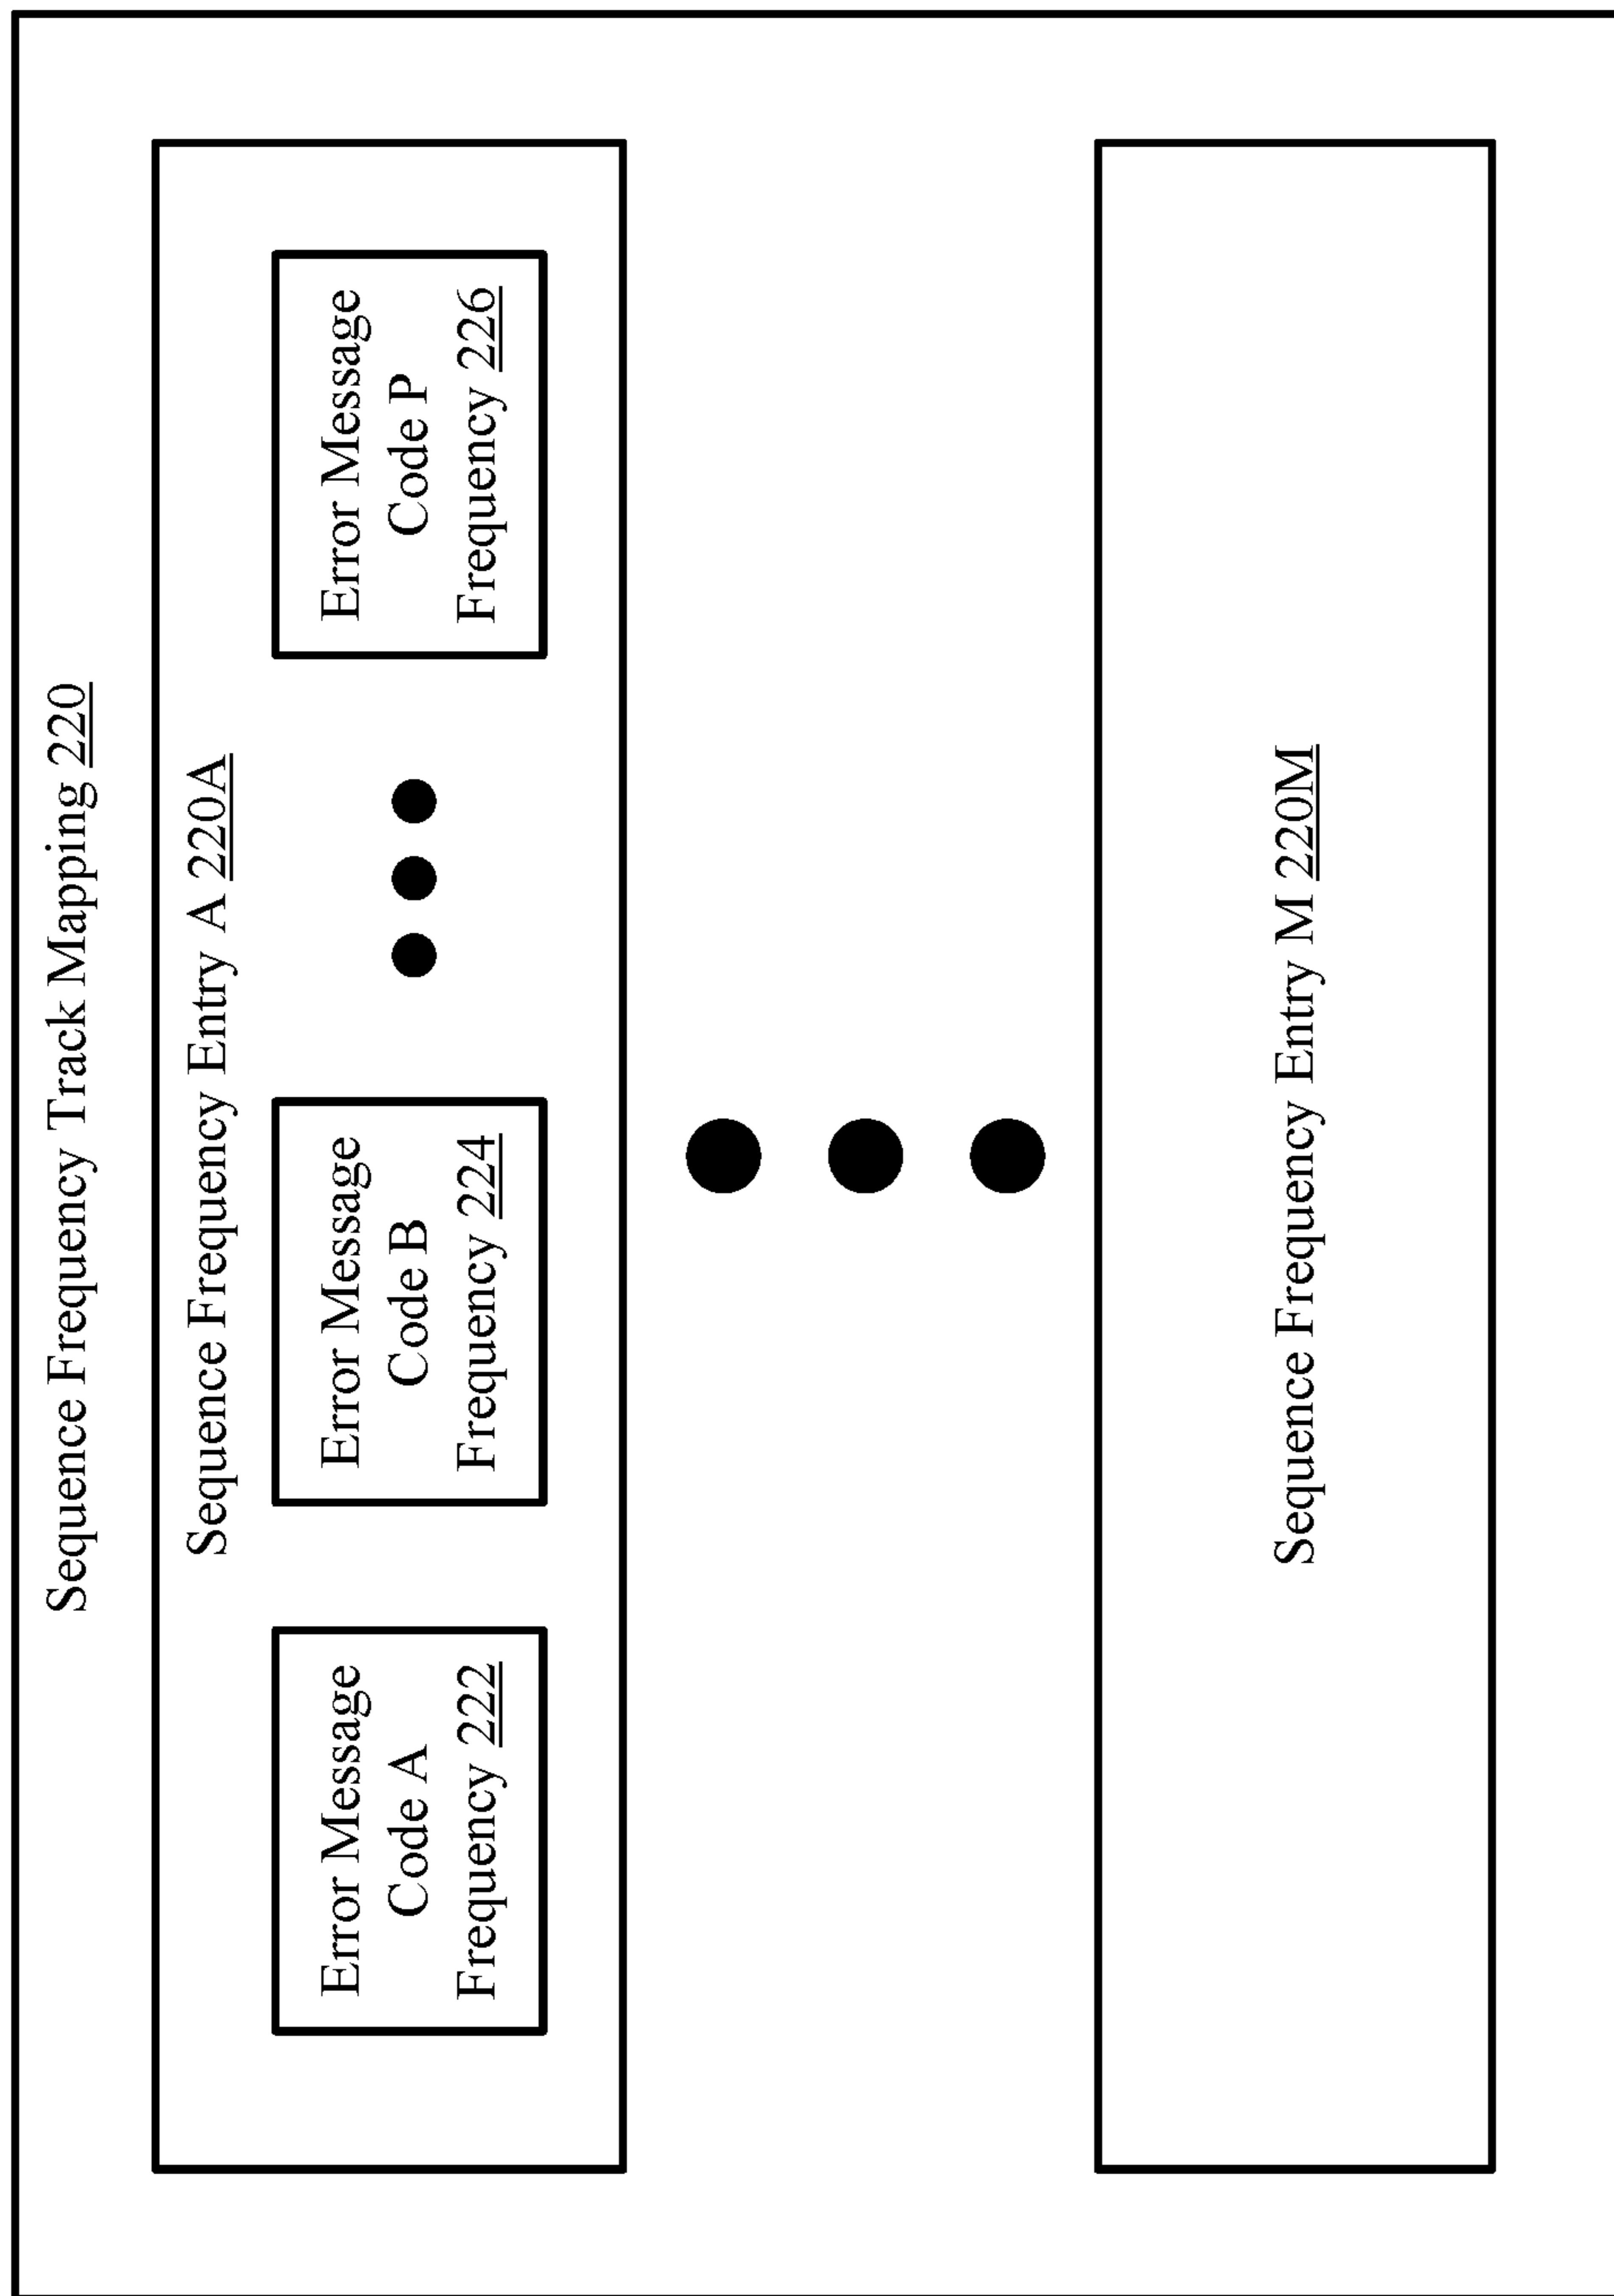 Sequence Frequency Track Mapping 220
Sequence Frequency Entry A 220A
Error Message
Code A
Frequency 222
Error Message
Code B
Frequency 224
Error Message
Code P
Frequency 226
Sequence Frequency Entry M 220M